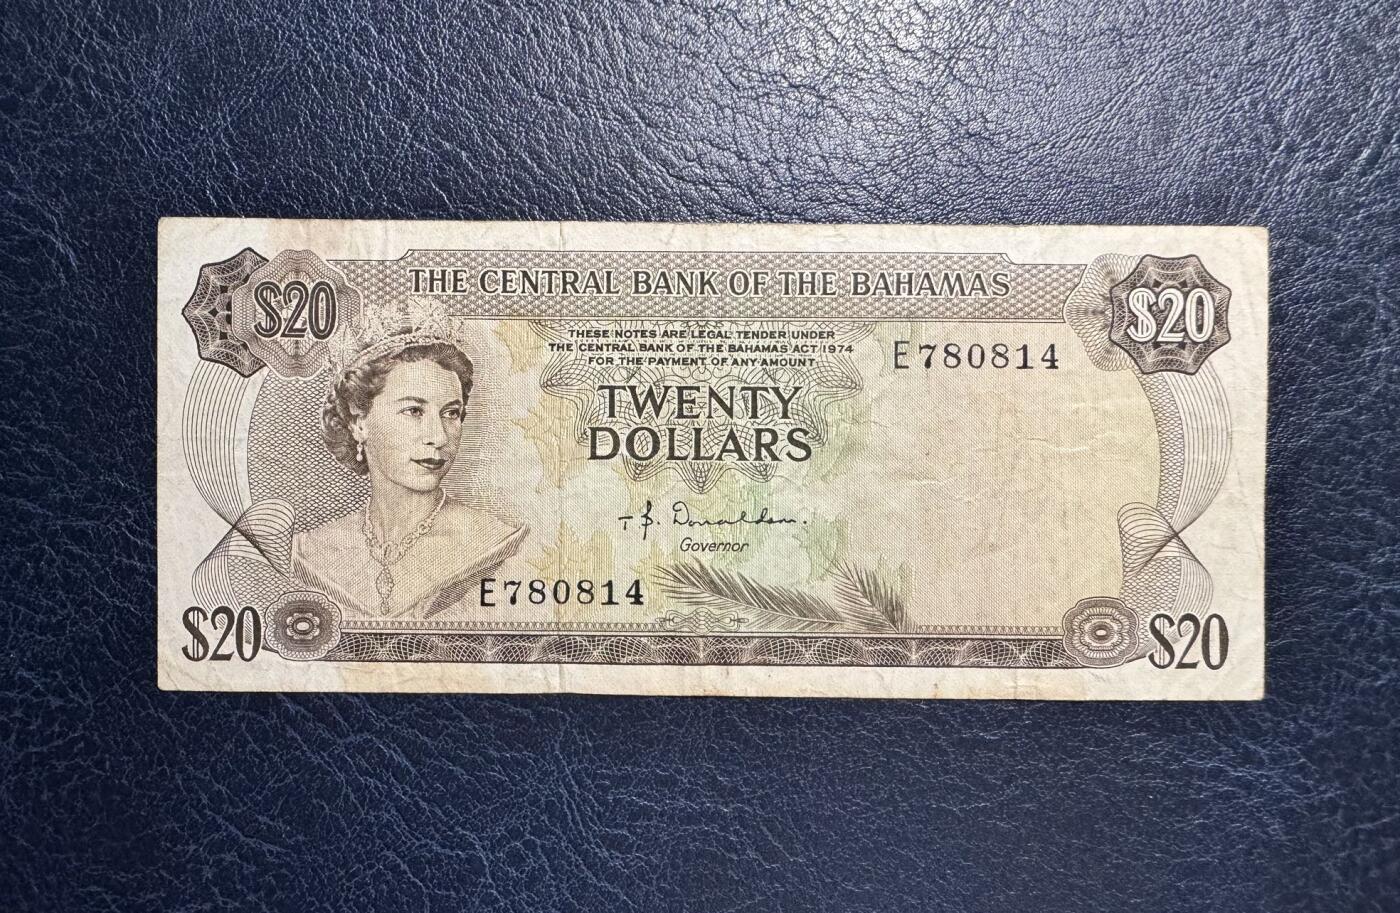 THE CENTRAL BANK OF THE BAHAMAS
$20
$20
THESE NOTES ARE LEGAL TENDER UNDER
THE CENTRAL BANK OF THE BAHAMAS ACT 1974
FOR THE PAYMENT OF ANY AMOUNT
E780814
TWENTY
DOLLARS
T B. Donaldson.
Governor
E780814
$20
$20